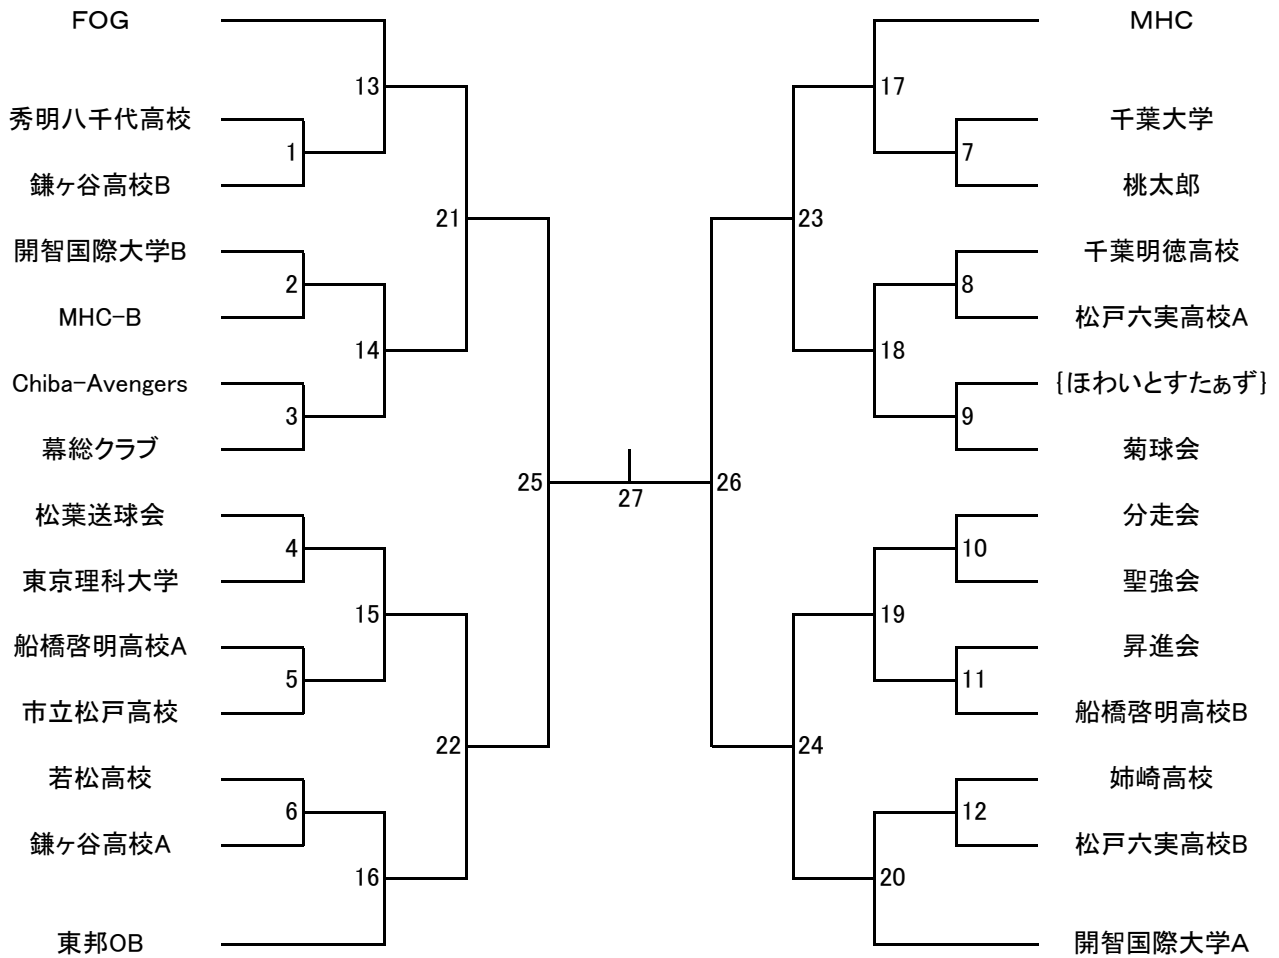 FOG
MHC
13
17
秀明八千代高校
千葉大学
1
7
鎌ヶ谷高校B
桃太郎
21
23
開智国際大学B
千葉明徳高校
2
8
MHC-B
松戸六実高校A
14
18
Chiba-Avengers
{ほわいとすたぁず}
3
9
幕総クラブ
菊球会
25
26
27
松葉送球会
分走会
4
10
東京理科大学
聖強会
15
19
船橋啓明高校A
昇進会
5
11
市立松戸高校
船橋啓明高校B
22
24
若松高校
姉崎高校
6
12
鎌ヶ谷高校A
松戸六実高校B
16
20
東邦OB
開智国際大学A